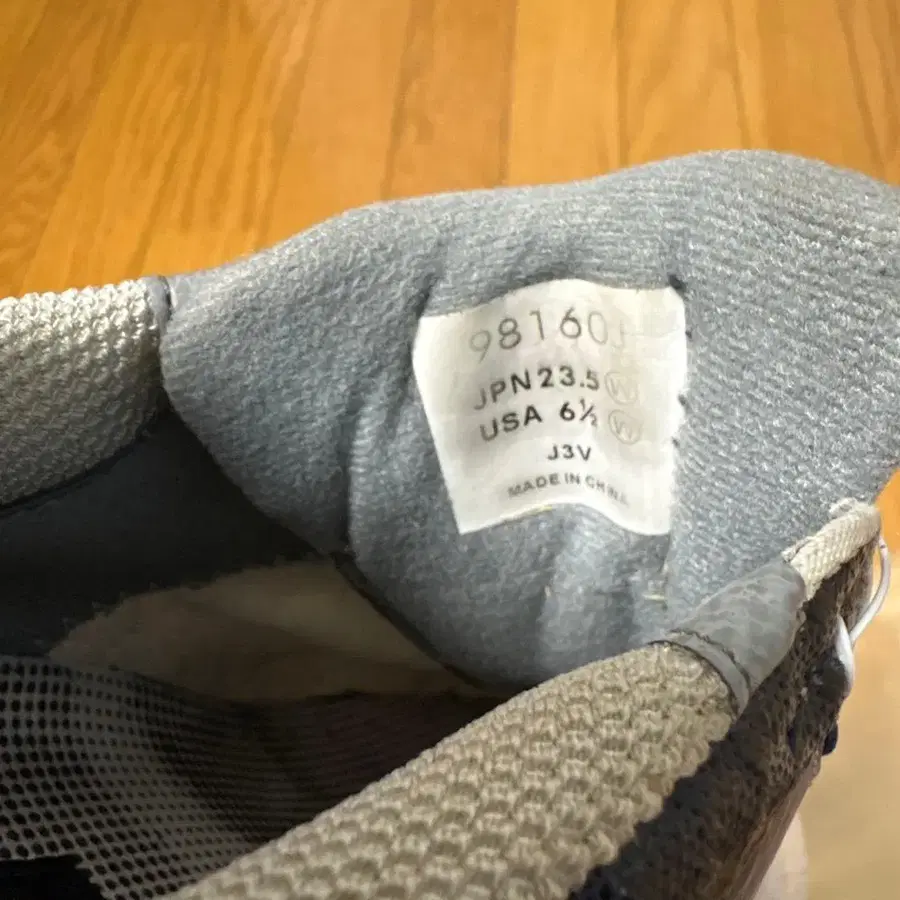 98160J
JPN 23.5 W
USA 6½ W
J3V
MADE IN CHINA